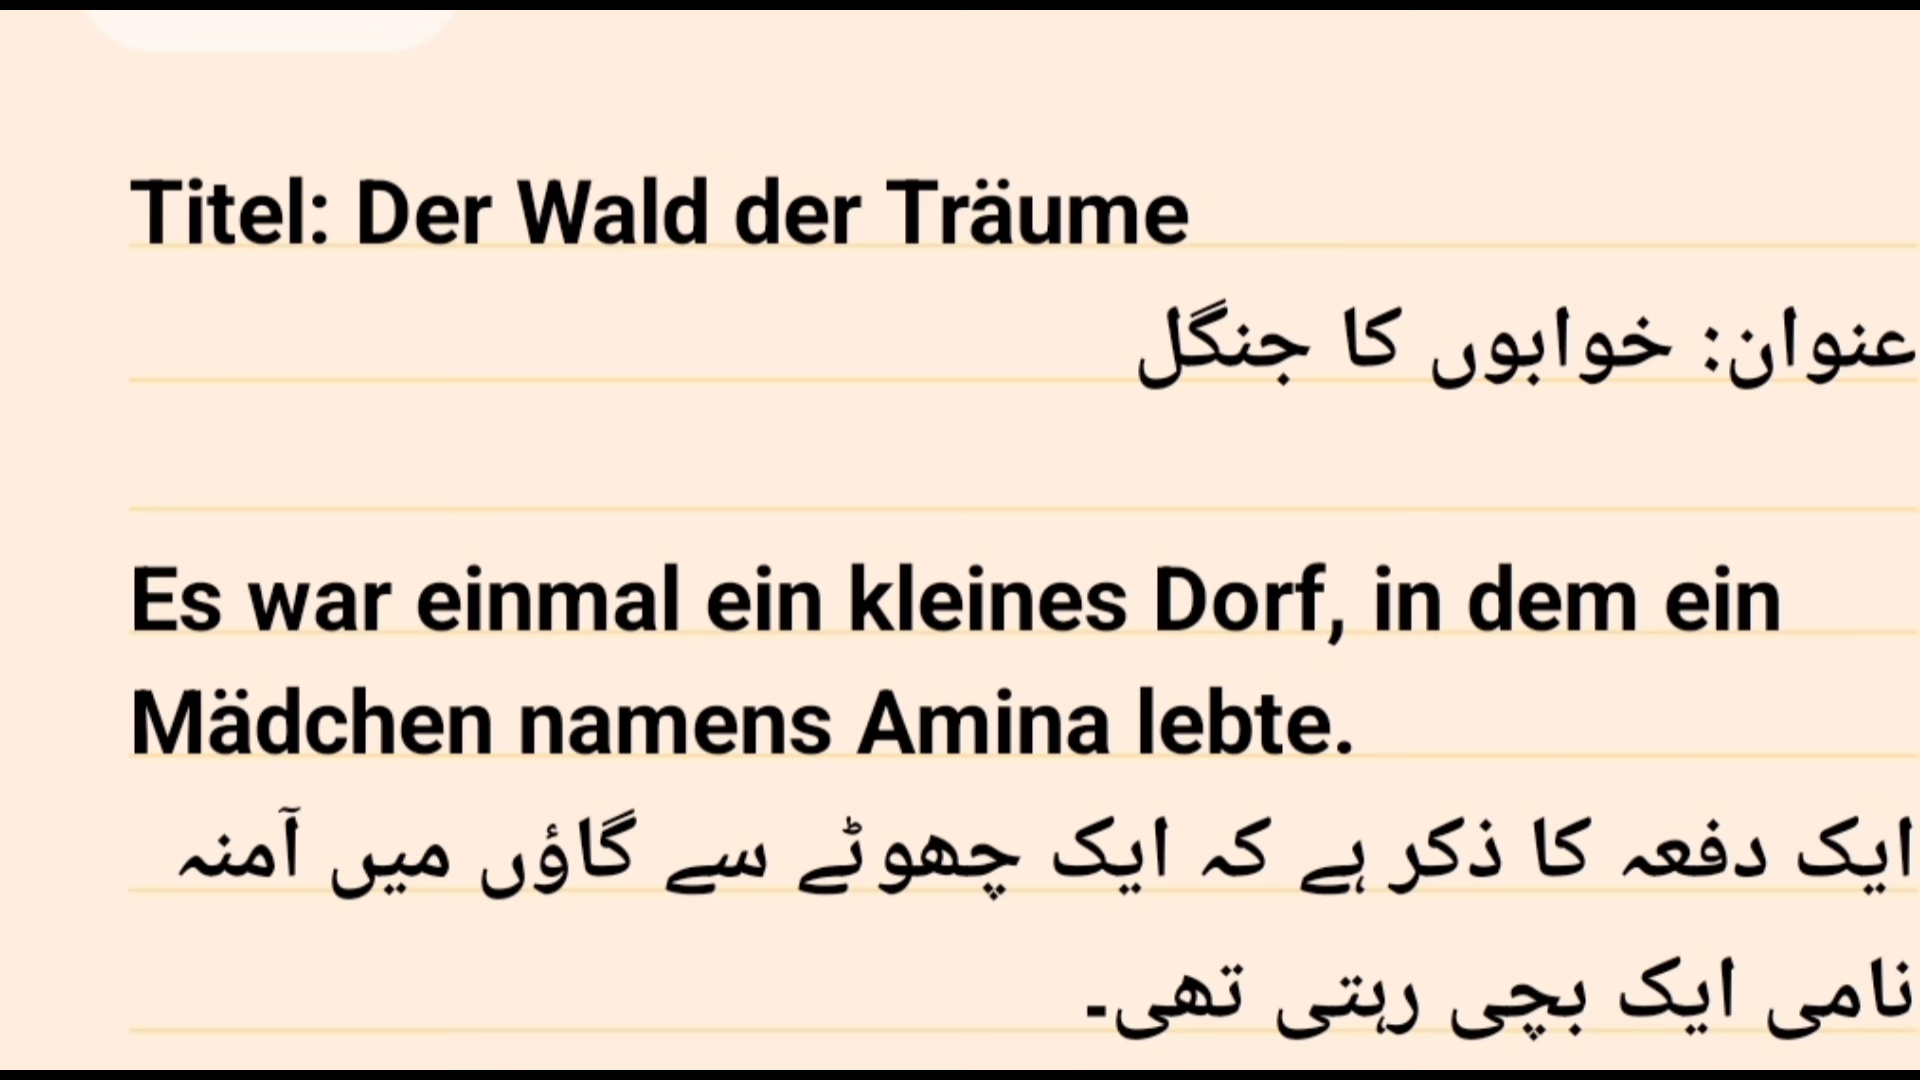 Titel: Der Wald der Träume
عنوان: خوابوں کا جنگل
Es war einmal ein kleines Dorf, in dem ein
Mädchen namens Amina lebte.
ایک دفعہ کا ذکر ہے کہ ایک چھوٹے سے گاؤں میں آمنہ
نامی ایک بچی رہتی تھی۔